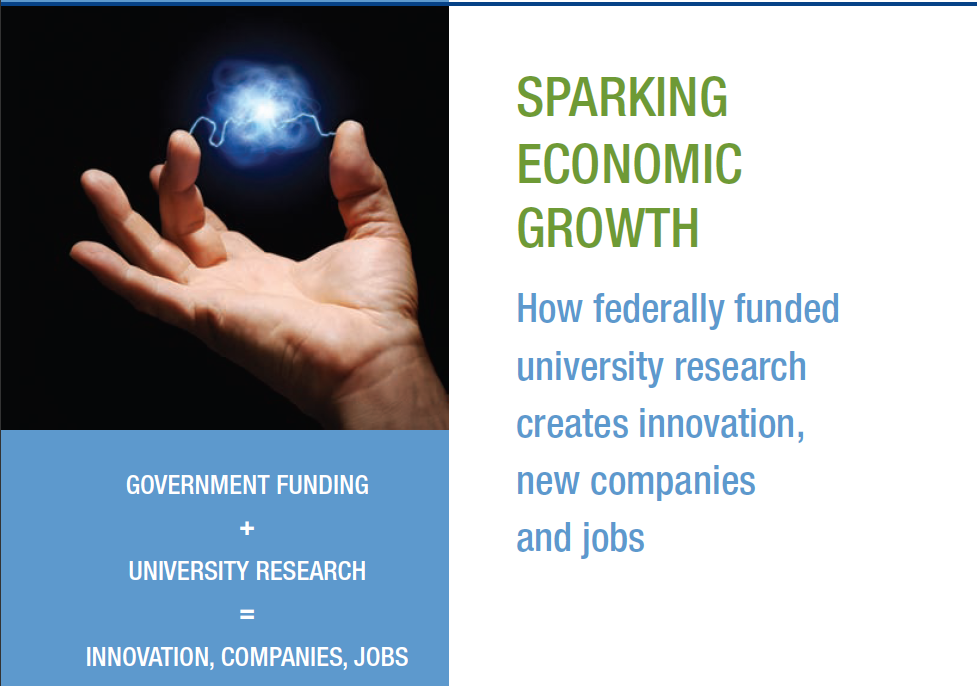 SPARKING
ECONOMIC
GROWTH
How federally funded
university research
creates innovation,
new companies
and jobs
GOVERNMENT FUNDING
+
UNIVERSITY RESEARCH
=
INNOVATION, COMPANIES, JOBS